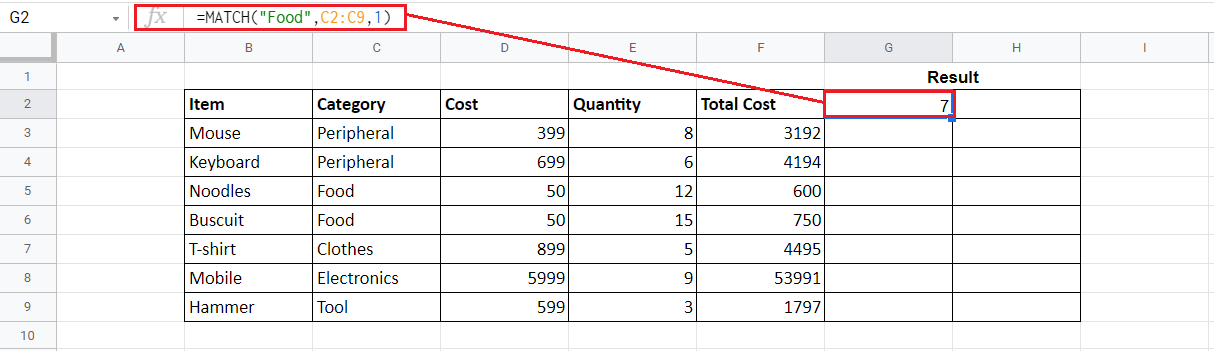 G2 fx =MATCH("Food",C2:C9,1)
A B C D E F G H I
1 Result
2 Item Category Cost Quantity Total Cost 7
3 Mouse Peripheral 399 8 3192
4 Keyboard Peripheral 699 6 4194
5 Noodles Food 50 12 600
6 Buscuit Food 50 15 750
7 T-shirt Clothes 899 5 4495
8 Mobile Electronics 5999 9 53991
9 Hammer Tool 599 3 1797
10